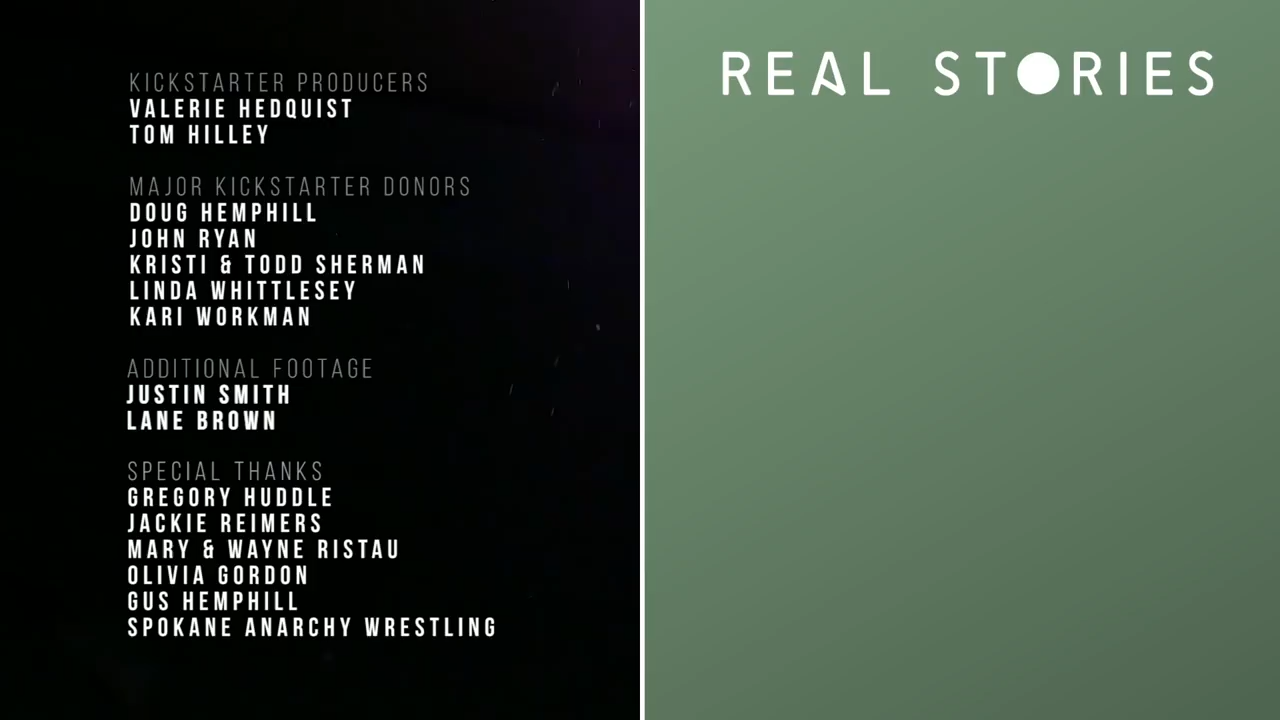 KICKSTARTER PRODUCERS
VALERIE HEDQUIST
TOM HILLEY
MAJOR KICKSTARTER DONORS
DOUG HEMPHILL
JOHN RYAN
KRISTI & TODD SHERMAN
LINDA WHITTLESEY
KARI WORKMAN
ADDITIONAL FOOTAGE
JUSTIN SMITH
LANE BROWN
SPECIAL THANKS
GREGORY HUDDLE
JACKIE REIMERS
MARY & WAYNE RISTAU
OLIVIA GORDON
GUS HEMPHILL
SPOKANE ANARCHY WRESTLING
REAL STORIES